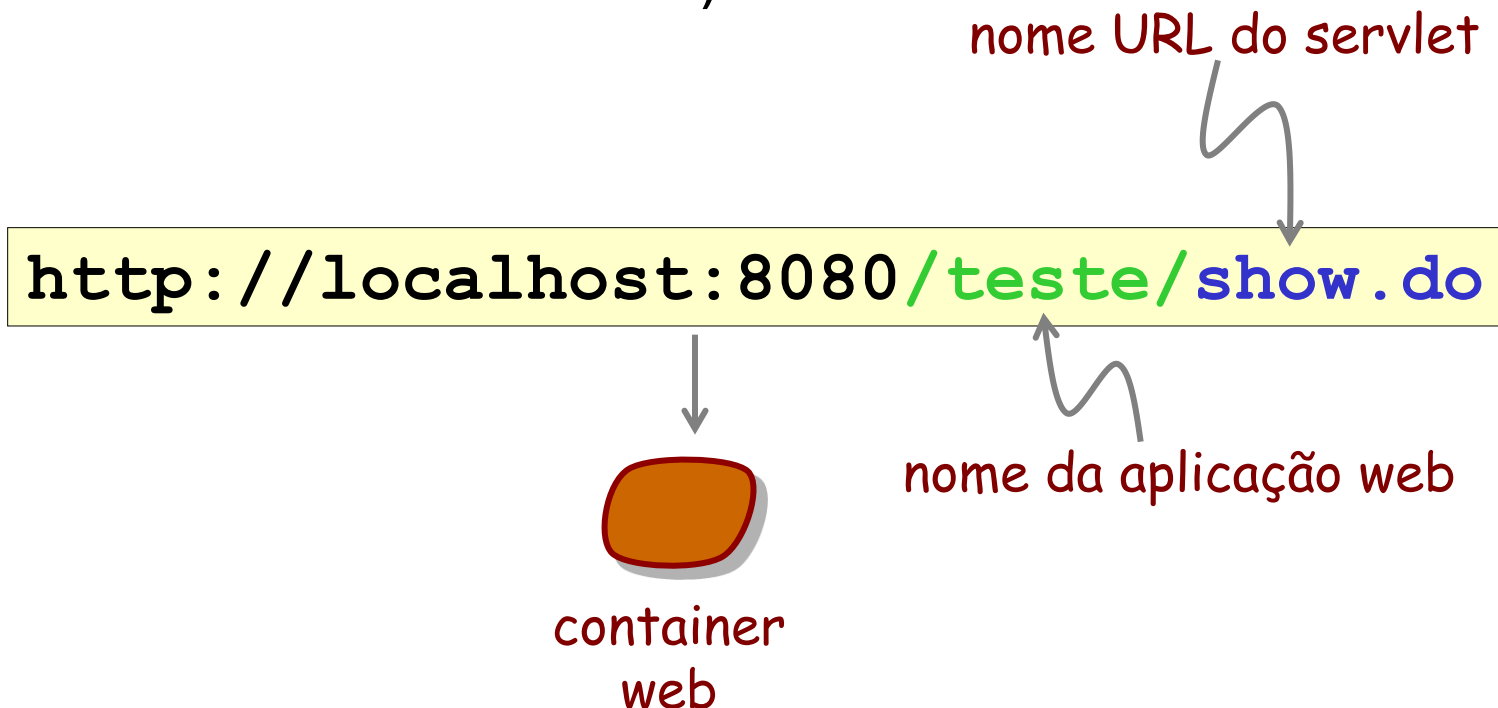 nome URL do servlet
http://localhost:8080/teste/show.do
nome da aplicação web
container
web